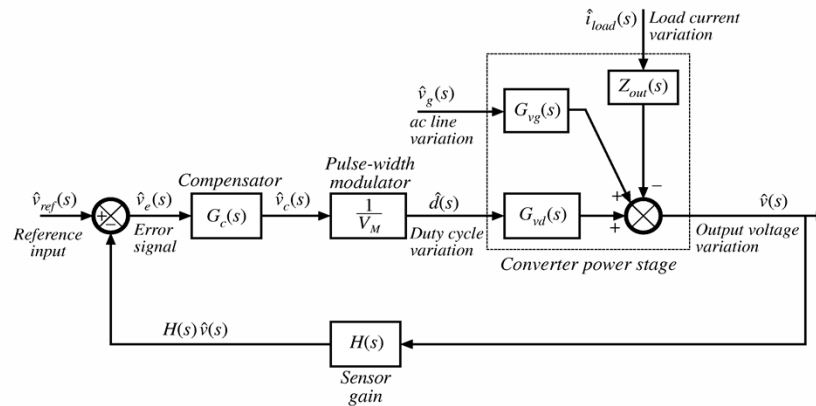 î_load(s)
Load current
variation
Z_out(s)
v̂_g(s)
ac line
variation
G_vg(s)
−
+
+
Pulse-width
modulator
Compensator
v̂_ref(s)
Reference
input
+
−
v̂_e(s)
Error
signal
G_c(s)
v̂_c(s)
1
V_M
d̂(s)
Duty cycle
variation
G_vd(s)
v̂(s)
Output voltage
variation
Converter power stage
H(s) v̂(s)
H(s)
Sensor
gain